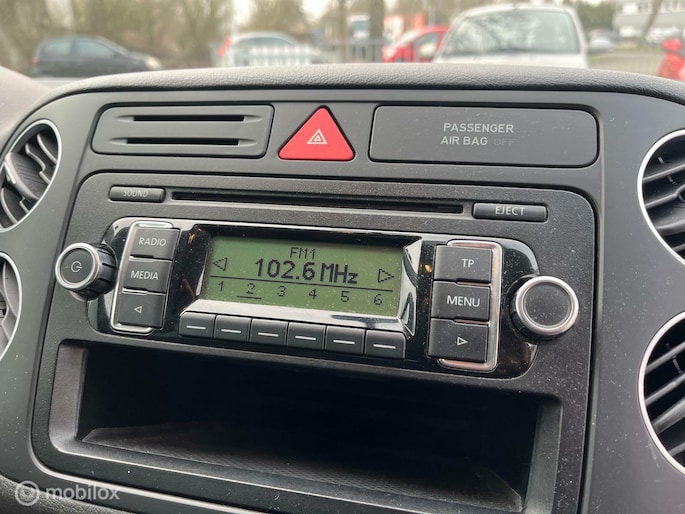 PASSENGER
AIR BAG OFF
SOUND
EJECT
RADIO
MEDIA
FM1
102.6 MHz
1 2 3 4 5 6
TP
MENU
mobilox